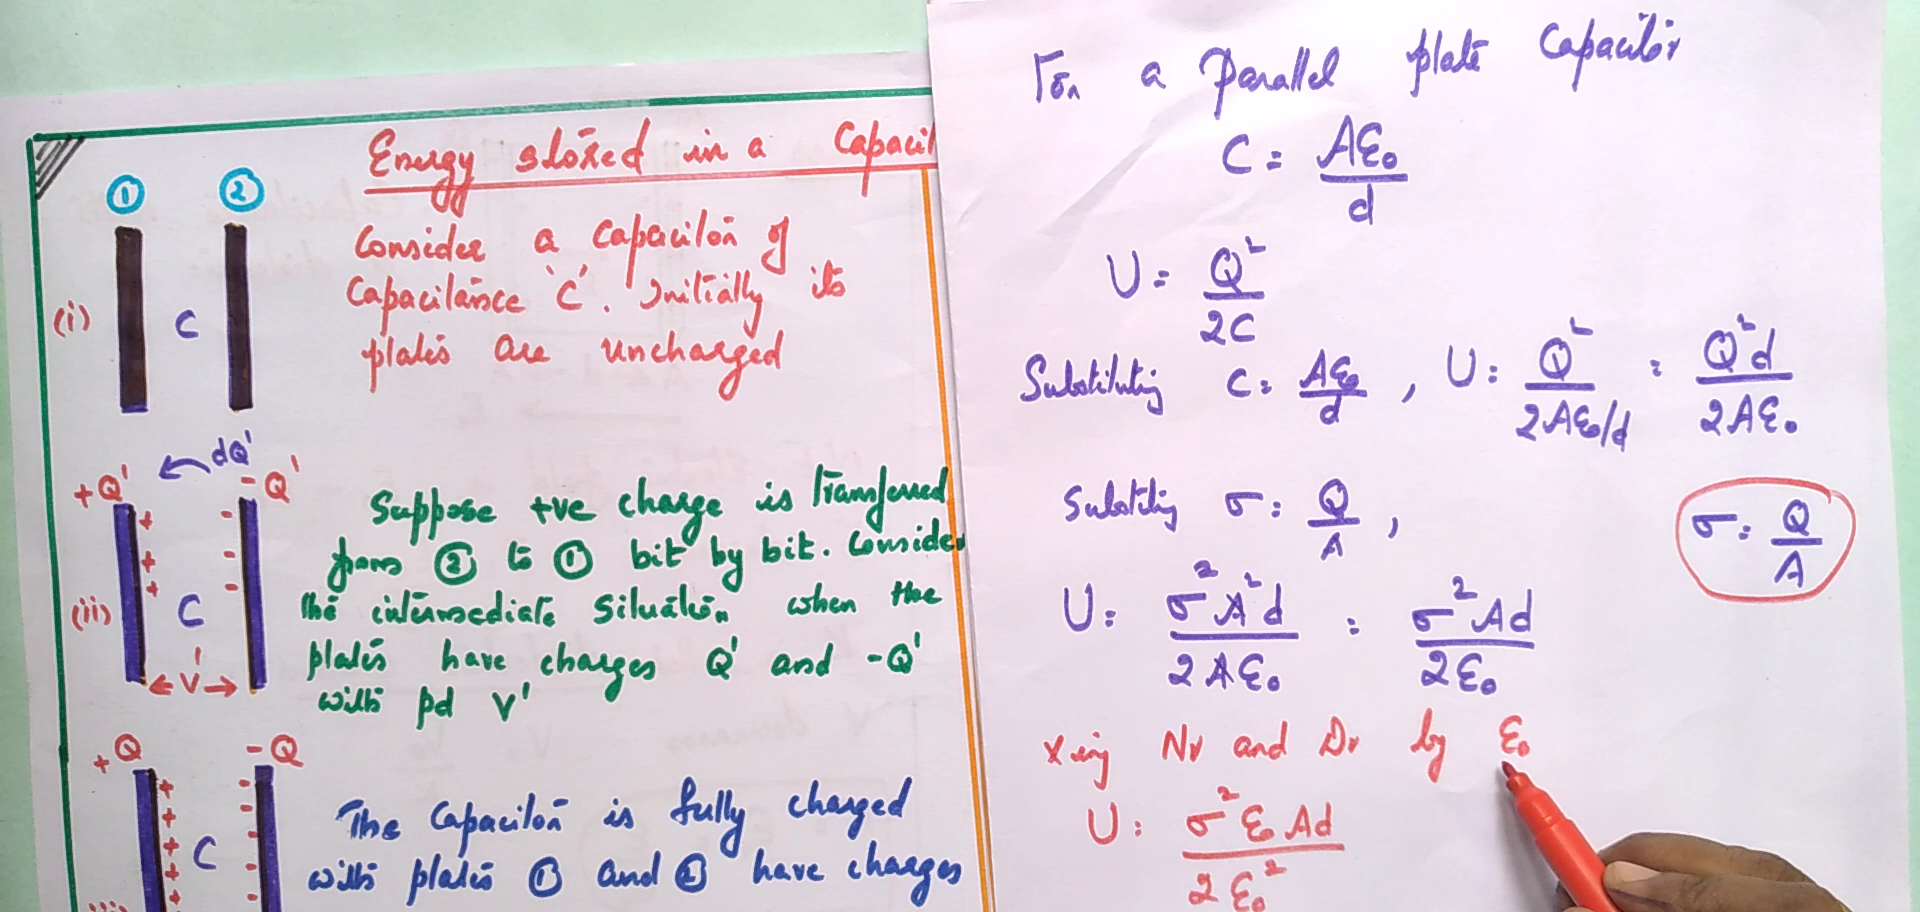 Energy stored in a Capacit
① ②
Consider a capacitor of
Capacitance 'C'. Initially its
plates are uncharged
(i) C
dQ'
+Q' -Q'
Suppose +ve charge is transferred
from ② to ① bit by bit. Consider
the intermediate situation when the
plates have charges Q' and -Q'
with pd V'
(ii) C
V'
+Q -Q
C
The Capacitor is fully charged
with plates ① and ② have charges
For a Parallel plate Capacitor
C = Aε₀/d
U = Q²/2C
Substituting C = Aε₀/d , U = Q²/2Aε₀/d = Q²d/2Aε₀
Substitig σ = Q/A ,
σ = Q/A
U = σ²A²d/2Aε₀ = σ²Ad/2ε₀
xing Nr and Dr by ε₀
U = σ²ε₀Ad/2ε₀²